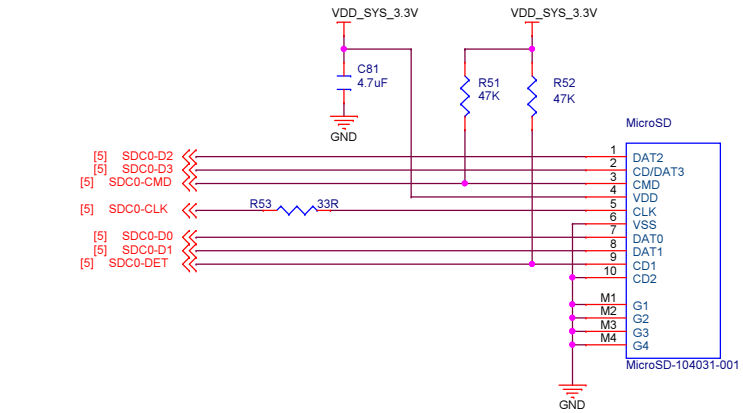 VDD_SYS_3.3V VDD_SYS_3.3V
C81 R51 R52
4.7uF 47K 47K
GND
MicroSD
[5] SDC0-D2 1 DAT2
[5] SDC0-D3 2 CD/DAT3
[5] SDC0-CMD 3 CMD
4 VDD
[5] SDC0-CLK R53 33R 5 CLK
6 VSS
[5] SDC0-D0 7 DAT0
[5] SDC0-D1 8 DAT1
[5] SDC0-DET 9 CD1
10 CD2
M1 G1
M2 G2
M3 G3
M4 G4
MicroSD-104031-001
GND